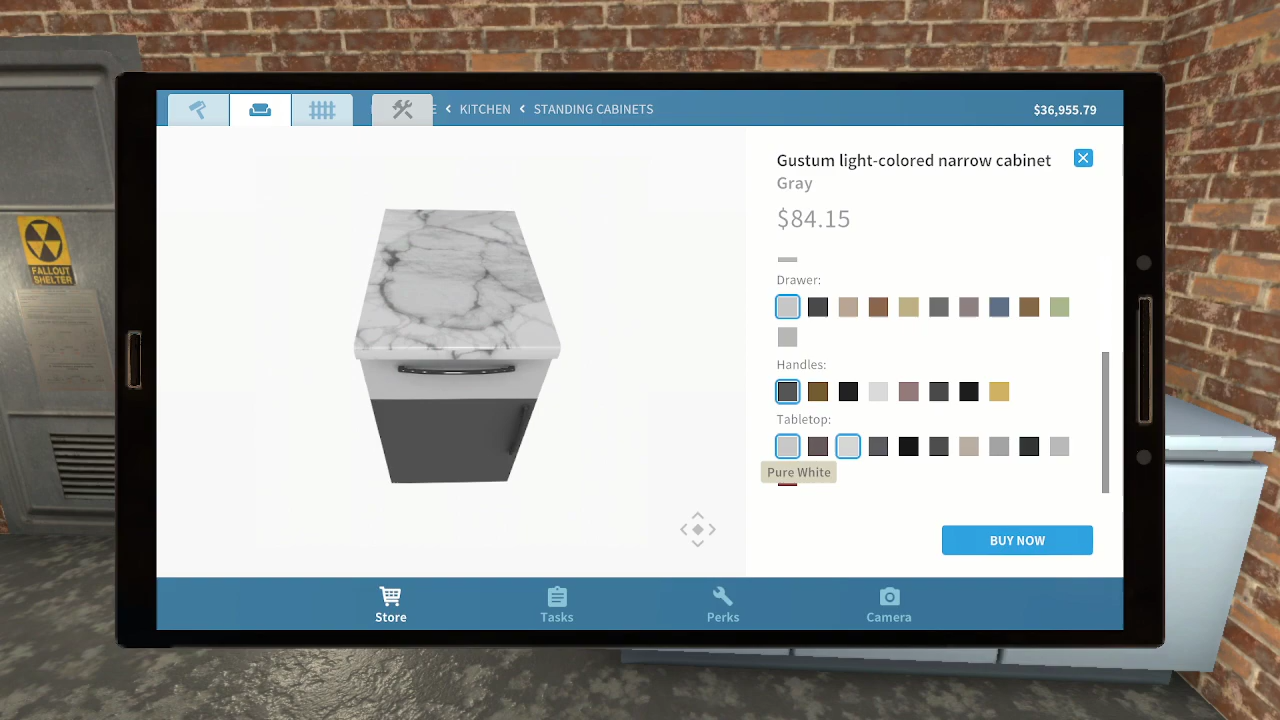 E < KITCHEN < STANDING CABINETS
$36,955.79
Gustum light-colored narrow cabinet
Gray
$84.15
Drawer:
Handles:
Tabletop:
Pure White
BUY NOW
Store
Tasks
Perks
Camera
FALLOUT
SHELTER